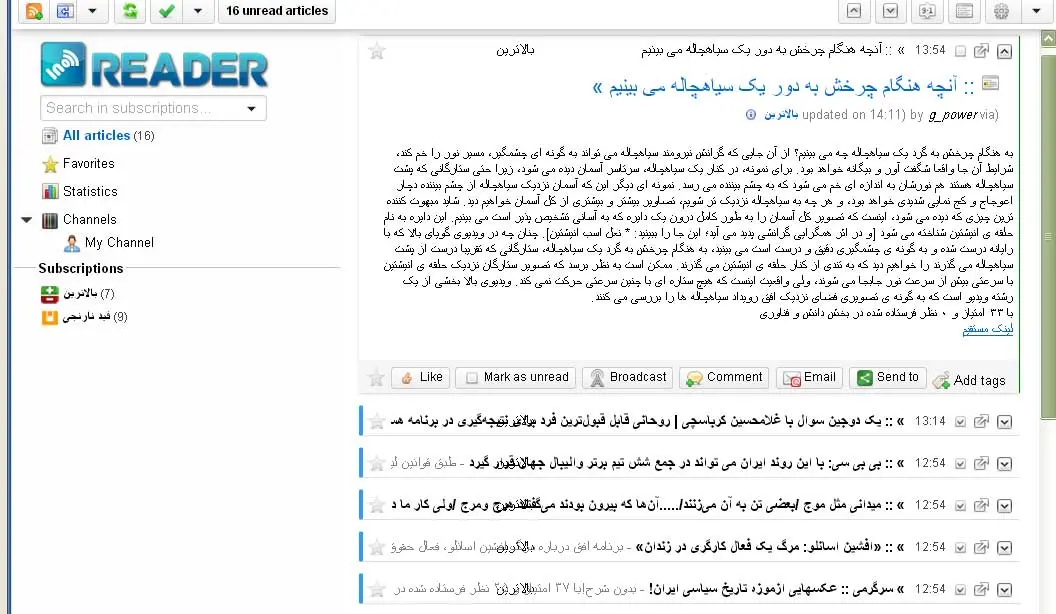 16 unread articles
READER
Search in subscriptions...
All articles (16)
Favorites
Statistics
Channels
My Channel
Subscriptions
بالاترین (7)
فید نارنجی (9)
» :: آنچه هنگام چرخش به دور یک سیاهچاله می بینیم 13:54
بالاترین
:: آنچه هنگام چرخش به دور یک سیاهچاله می بینیم »
بالاترین updated on 14:11) by g_power via)
به هنگام چرخش به گرد یک سیاهچاله چه می بینیم؟ از آن جایی که گرانش نیرومند سیاهچاله می تواند به گونه ای چشمگیر، مسیر نور را خم کند،
شرایط آن جا واقعا شگفت آور و بیگانه خواهد بود. برای نمونه، در کنار یک سیاهچاله، سرتاسر آسمان دیده می شود، زیرا حتی ستارگانی که پشت
سیاهچاله هستند هم نورشان به اندازه ای خم می شود که به چشم بیننده می رسد. نمونه ای دیگر این که آسمان نزدیک سیاهچاله از چشم بیننده دچار
اعوجاج و کج نمایی شدیدی خواهد بود، و هر چه به سیاهچاله نزدیک تر شویم، تصاویر بیشتر و بیشتری از کل آسمان خواهیم دید. شاید مبهوت کننده
ترین چیزی که دیده می شود، اینست که تصویر کل آسمان را به طور کامل درون یک دایره که به آسانی تشخیص پذیر است می بینیم. این دایره به نام
حلقه ی انیشتین شناخته می شود [و در اثر همگرایی گرانشی پدید می آید؛ این جا را ببینید: * نعل اسب انیشتین]. چنان چه در ویدیوی گویای بالا که با
رایانه درست شده و به گونه ی چشمگیری دقیق و درست است می بینید، به هنگام چرخش به گرد یک سیاهچاله، ستارگانی که تقریبا درست از پشت
سیاهچاله می گذرند را خواهیم دید که به تندی از کنار حلقه ی انیشتین می گذرند. ممکن است به نظر برسد که تصویر ستارگان نزدیک حلقه ی انیشتین
با سرعتی بیش از سرعت نور جابجا می شوند، ولی واقعیت اینست که هیچ ستاره ای با چنین سرعتی حرکت نمی کند. ویدیوی بالا بخشی از یک
رشته ویدیو است که به گونه ی تصویری فضای نزدیک افق رویداد سیاهچاله ها را بررسی می کنند.
با ۳۳ امتیاز و ۰ نظر فرستاده شده در بخش دانش و فناوری
لینک مستقیم
Like Mark as unread Broadcast Comment Email Send to Add tags
» :: یک دوجین سوال با غلامحسین کرباسچی | روحانی قابل قبول‌ترین فرد نتیجه‌گیری در برنامه 13:14
» :: بی بی سی: با این روند ایران می تواند در جمع شش تیم برتر والیبال جهان قرار گیرد - طبق قوانین 12:54
» :: میدانی مثل موج /بعضی تن به آن می‌زنند/.....آن‌ها که بیرون بودند می‌گفتند هرج ومرج /ولی کار ما د 12:54
» :: «افشین اسانلو: مرگ یک فعال کارگری در زندان» - برنامه افق درباره افشین اسانلو، فعال حقوق 12:54
» سرگرمی :: عکسهایی ازموزه تاریخ سیاسی ایران! - بدون شرح!با ۳۷ نظر فرستاده شده در 12:54